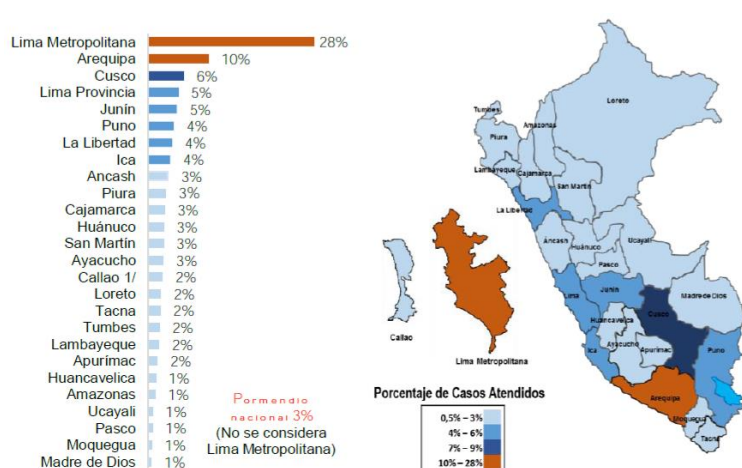 Lima Metropolitana 28%
Arequipa 10%
Cusco 6%
Lima Provincia 5%
Junín 5%
Puno 4%
La Libertad 4%
Ica 4%
Ancash 3%
Piura 3%
Cajamarca 3%
Huánuco 3%
San Martín 3%
Ayacucho 3%
Callao 1/ 2%
Loreto 2%
Tacna 2%
Tumbes 2%
Lambayeque 2%
Apurímac 2%
Huancavelica 1%
Amazonas 1%
Ucayali 1%
Pasco 1%
Moquegua 1%
Madre de Dios 1%
Pormendio
nacional 3%
(No se considera
Lima Metropolitana)
Loreto
Tumbes
Amazonas
Piura
Lambayeque
Cajamarca
San Martín
La Libertad
Áncash
Huánuco
Ucayali
Pasco
Junín
Lima
Madre de Dios
Cusco
Huancavelica
Ayacucho
Apurímac
Ica
Puno
Arequipa
Moquegua
Tacna
Callao
Lima Metropolitana
Porcentaje de Casos Atendidos
0,5% – 3%
4% – 6%
7% – 9%
10% – 28%